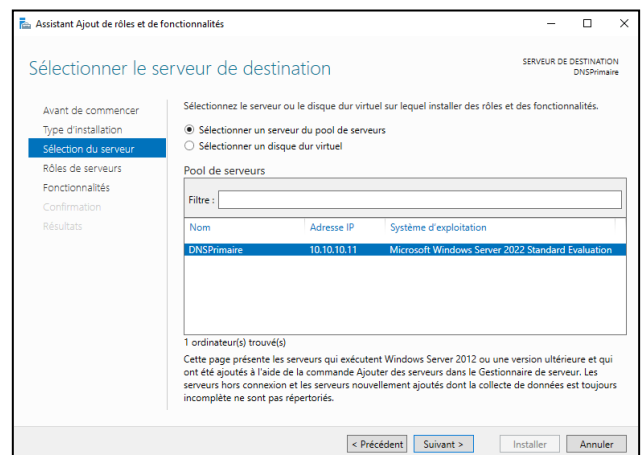 Assistant Ajout de rôles et de fonctionnalités
Sélectionner le serveur de destination
SERVEUR DE DESTINATION
DNSPrimaire
Avant de commencer
Type d'installation
Sélection du serveur
Rôles de serveurs
Fonctionnalités
Confirmation
Résultats
Sélectionnez le serveur ou le disque dur virtuel sur lequel installer des rôles et des fonctionnalités.
Sélectionner un serveur du pool de serveurs
Sélectionner un disque dur virtuel
Pool de serveurs
Filtre :
Nom Adresse IP Système d'exploitation
DNSPrimaire 10.10.10.11 Microsoft Windows Server 2022 Standard Evaluation
1 ordinateur(s) trouvé(s)
Cette page présente les serveurs qui exécutent Windows Server 2012 ou une version ultérieure et qui
ont été ajoutés à l'aide de la commande Ajouter des serveurs dans le Gestionnaire de serveur. Les
serveurs hors connexion et les serveurs nouvellement ajoutés dont la collecte de données est toujours
incomplète ne sont pas répertoriés.
< Précédent Suivant > Installer Annuler